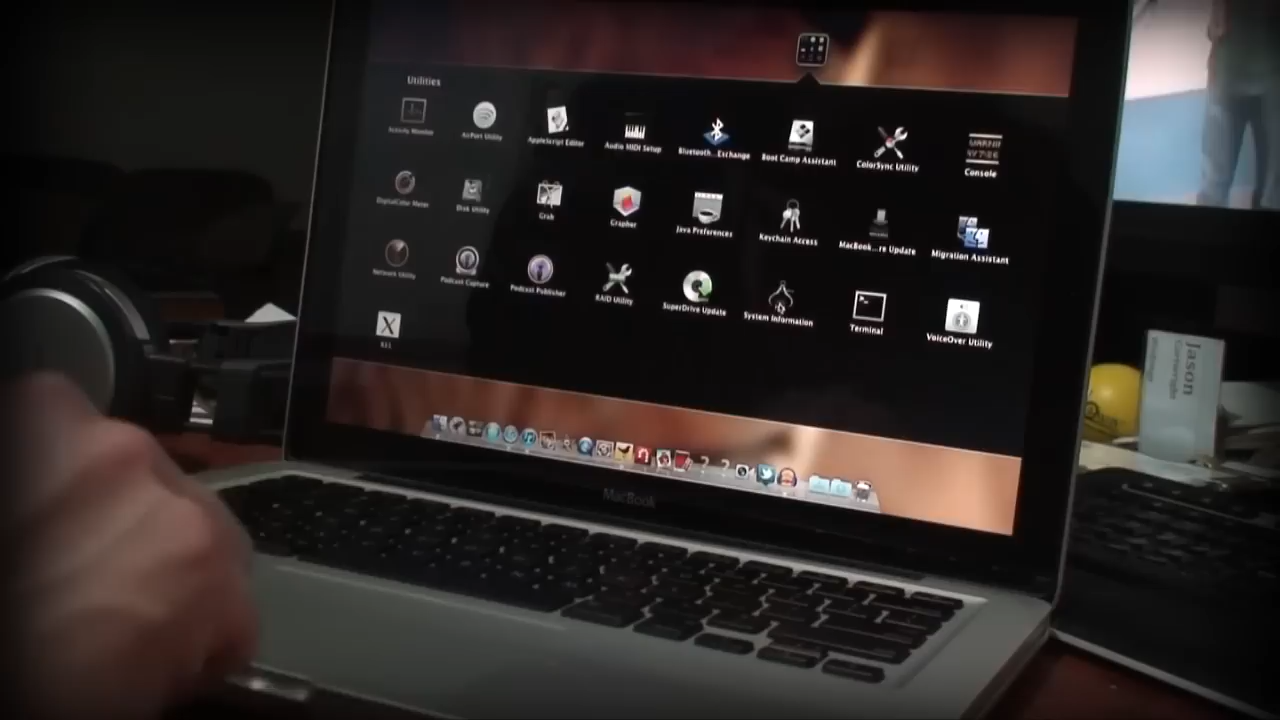 Utilities
Activity Monitor
AirPort Utility
AppleScript Editor
Audio MIDI Setup
Bluetooth...Exchange
Boot Camp Assistant
ColorSync Utility
Console
DigitalColor Meter
Disk Utility
Grab
Grapher
Java Preferences
Keychain Access
MacBook...re Update
Migration Assistant
Network Utility
Podcast Capture
Podcast Publisher
RAID Utility
SuperDrive Update
System Information
Terminal
VoiceOver Utility
X11
MacBook
Jason